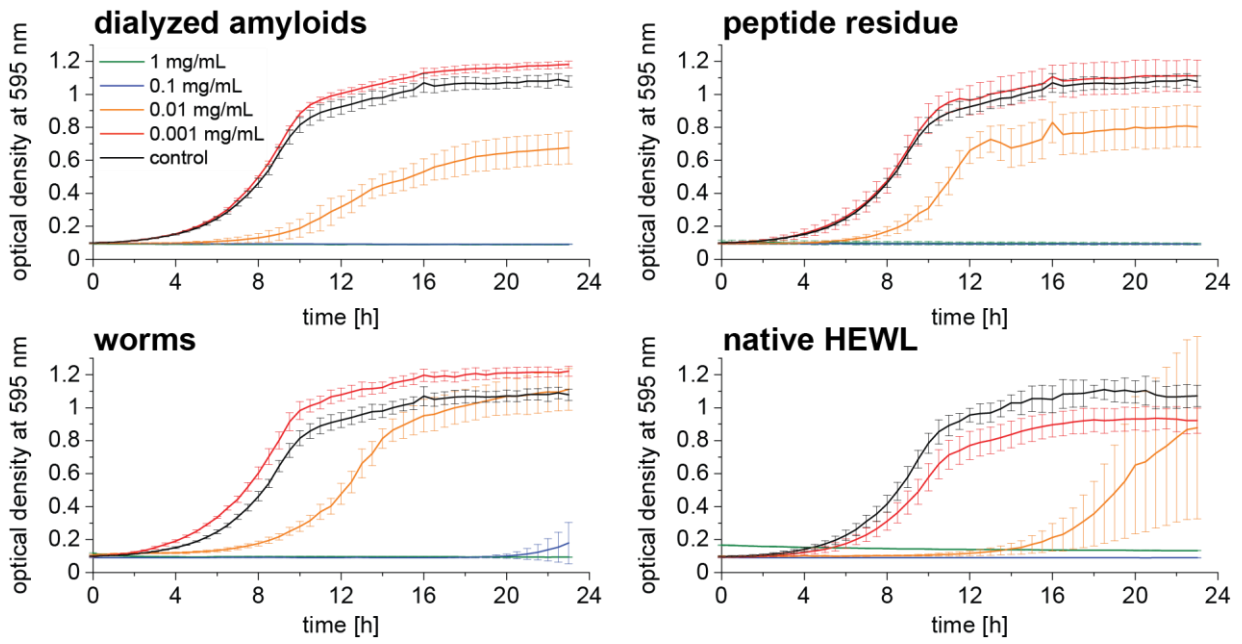 dialyzed amyloids
optical density at 595 nm
1.2
1
0.8
0.6
0.4
0.2
0
1 mg/mL
0.1 mg/mL
0.01 mg/mL
0.001 mg/mL
control
0 4 8 12 16 20 24
time [h]
peptide residue
optical density at 595 nm
1.2
1
0.8
0.6
0.4
0.2
0
0 4 8 12 16 20 24
time [h]
worms
optical density at 595 nm
1.2
1
0.8
0.6
0.4
0.2
0
0 4 8 12 16 20 24
time [h]
native HEWL
optical density at 595 nm
1.2
1
0.8
0.6
0.4
0.2
0
0 4 8 12 16 20 24
time [h]